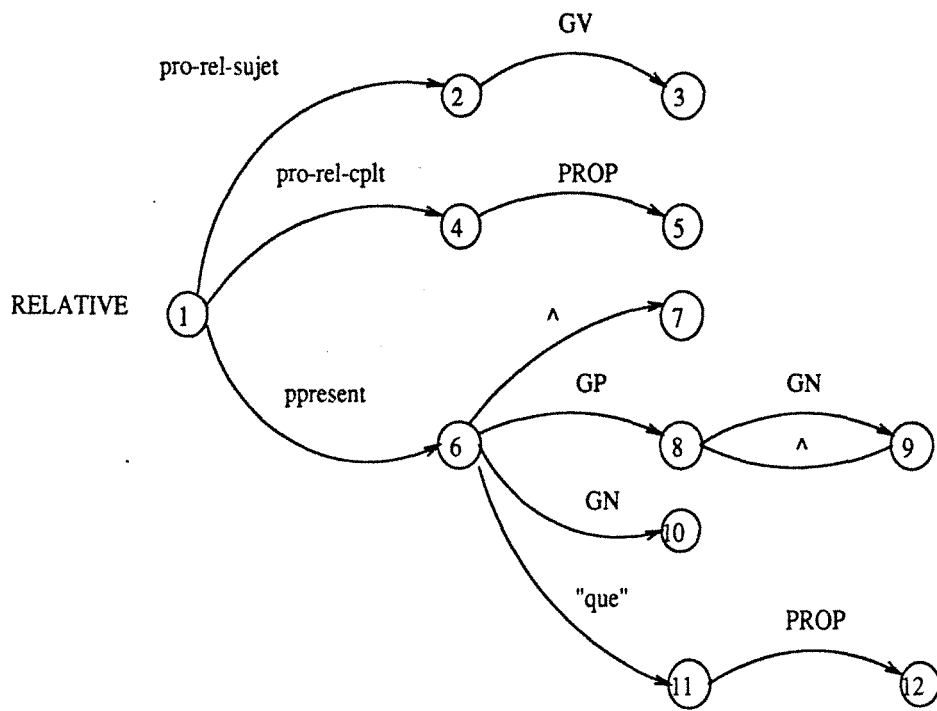 GV
pro-rel-sujet
2
3
pro-rel-cplt
PROP
4
5
RELATIVE
1
^
7
ppresent
GP
GN
6
8
^
9
GN
10
"que"
PROP
11
12